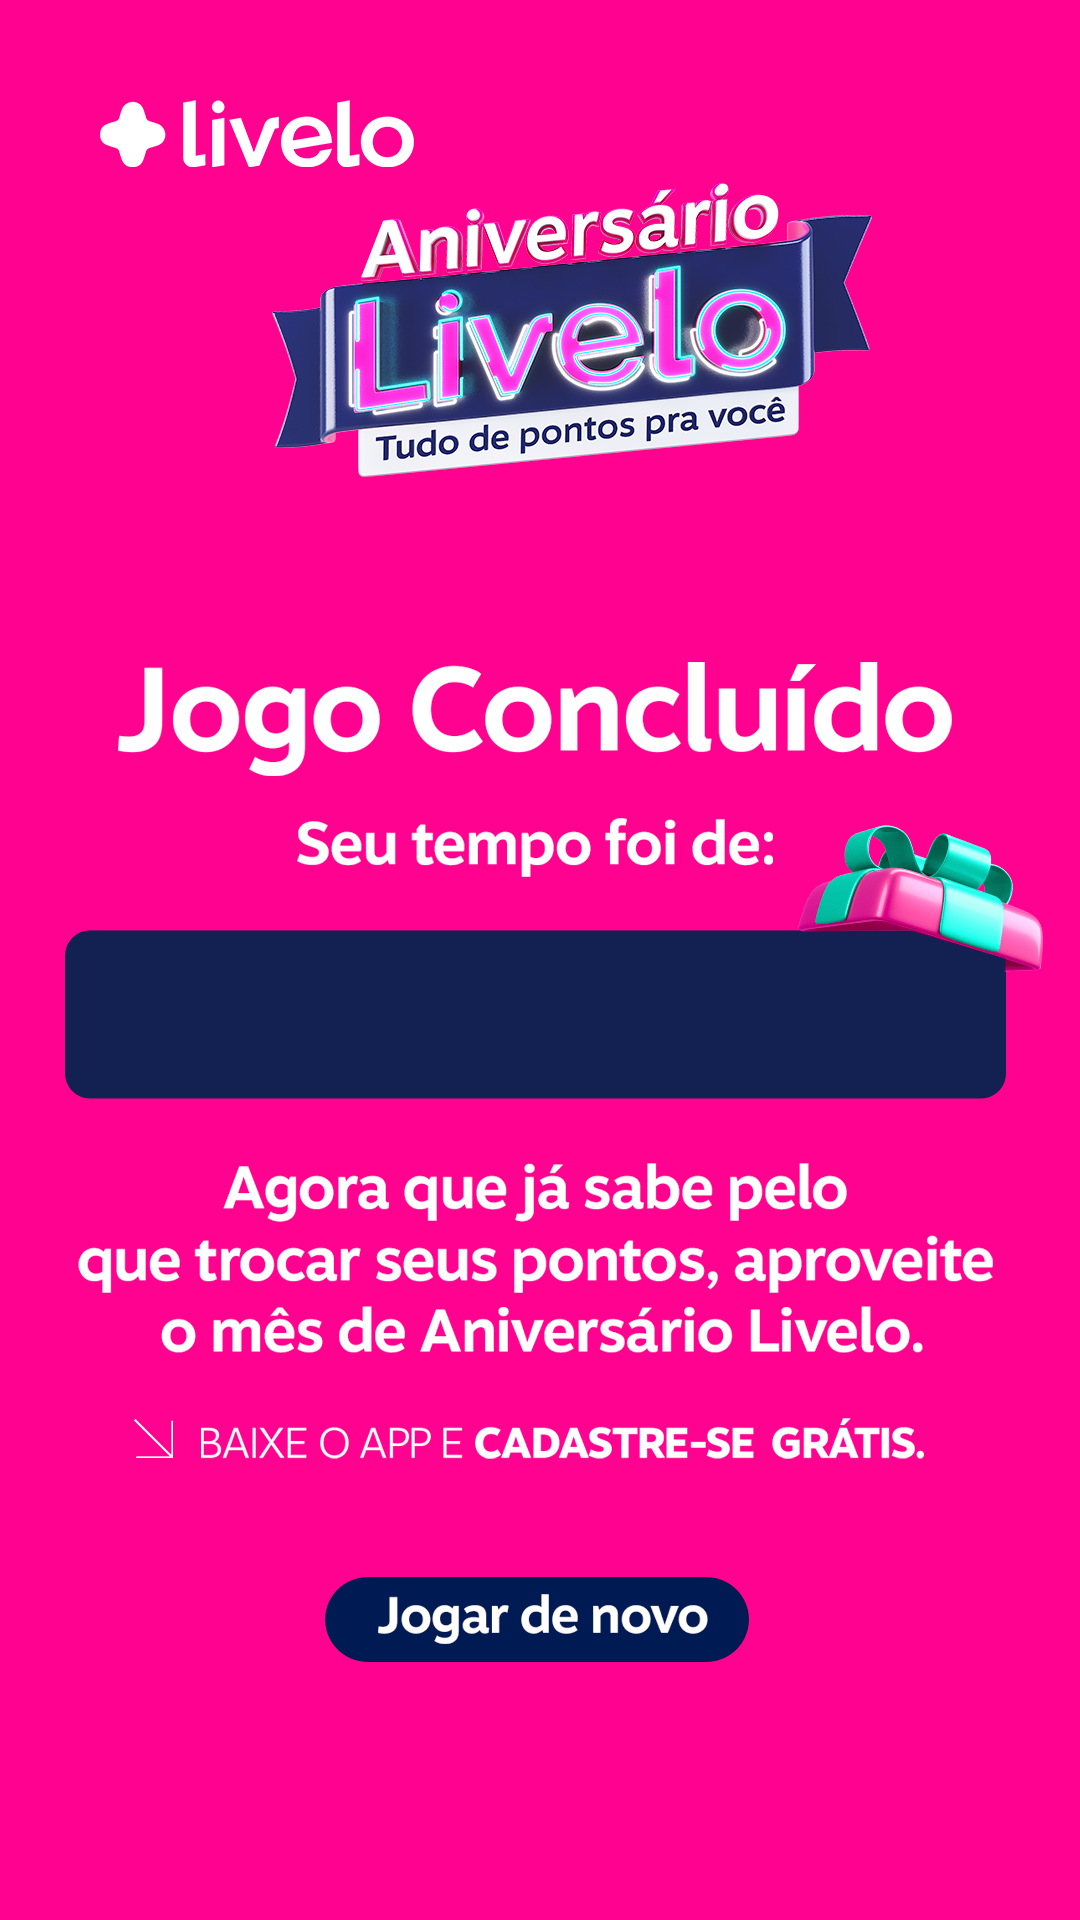 livelo
Aniversário
Livelo
Tudo de pontos pra você
Jogo Concluído
Seu tempo foi de:
Agora que já sabe pelo
que trocar seus pontos, aproveite
o mês de Aniversário Livelo.
BAIXE O APP E CADASTRE-SE GRÁTIS.
Jogar de novo